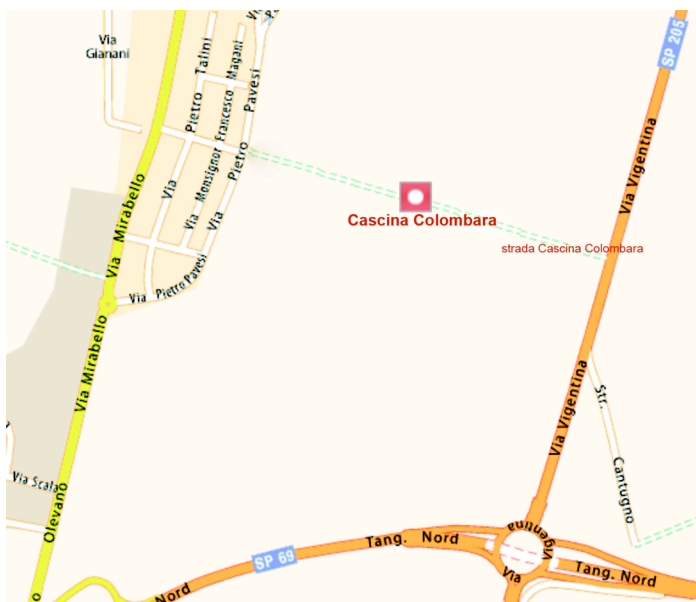 Via
Gianani
Via
Pietro Talini
Via
Monsignor Francesco Magani
Via
Via Pietro Pavesi
SP 205
Via Vigentina
Cascina Colombara
strada Cascina Colombara
Via Mirabello
Via Pietro Pavesi
Via Mirabello
Via Vigentina
Str. Cantugno
Via Scala
Olevano
Tang. Nord
SP 69
Via Vigentina
Tang. Nord
Nord